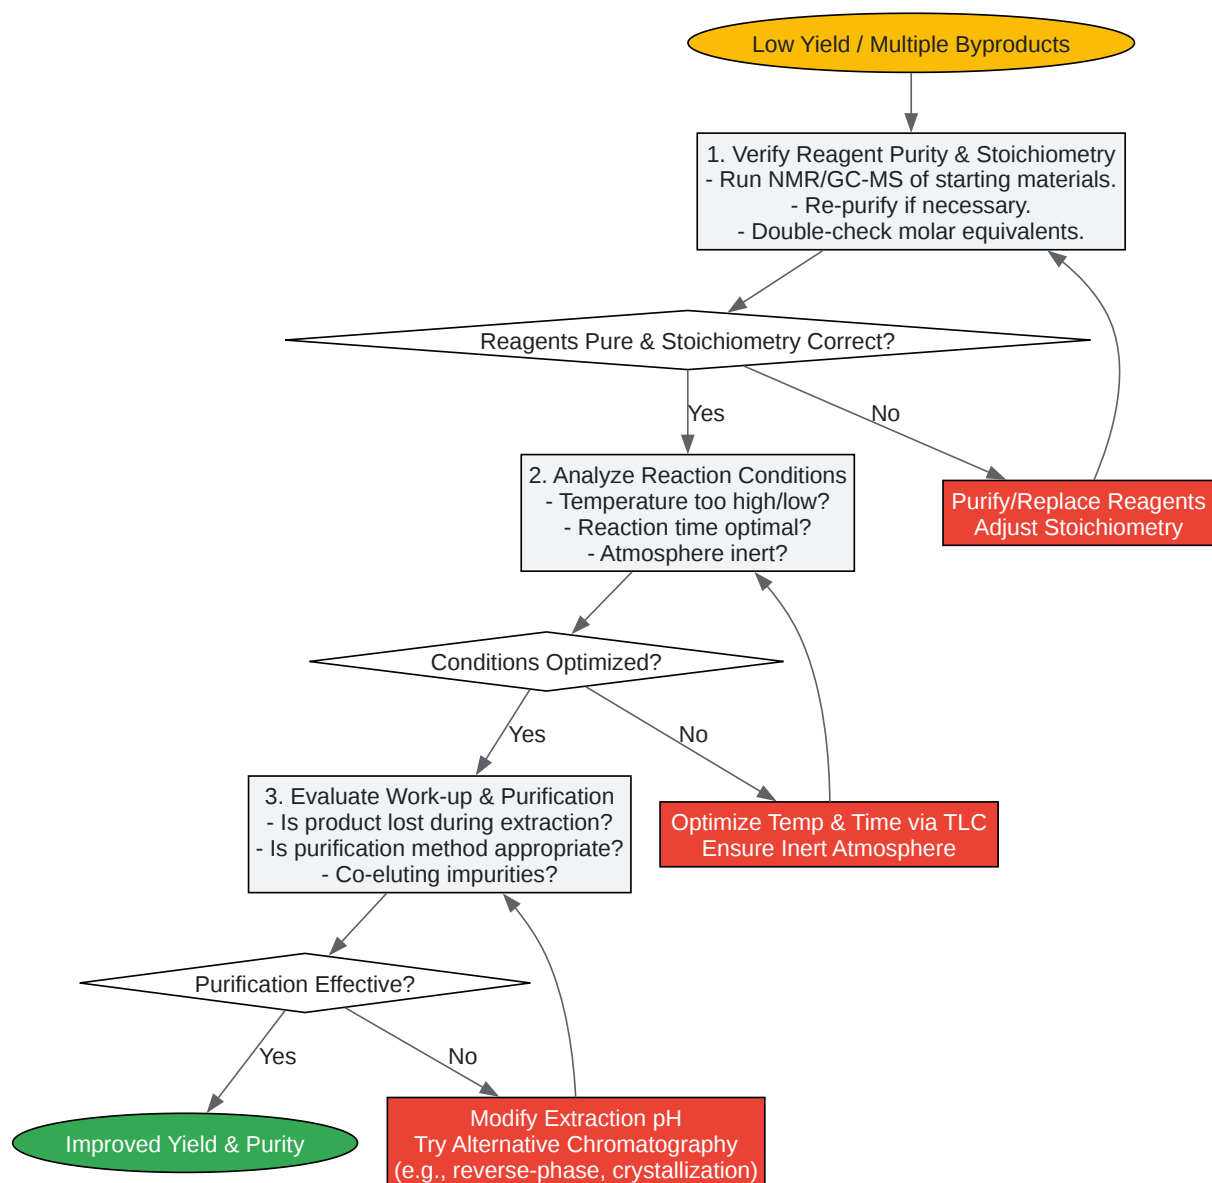 Low Yield / Multiple Byproducts
1. Verify Reagent Purity & Stoichiometry
- Run NMR/GC-MS of starting materials.
- Re-purify if necessary.
- Double-check molar equivalents.
Reagents Pure & Stoichiometry Correct?
Yes
No
2. Analyze Reaction Conditions
- Temperature too high/low?
- Reaction time optimal?
- Atmosphere inert?
Purify/Replace Reagents
Adjust Stoichiometry
Conditions Optimized?
Yes
No
3. Evaluate Work-up & Purification
- Is product lost during extraction?
- Is purification method appropriate?
- Co-eluting impurities?
Optimize Temp & Time via TLC
Ensure Inert Atmosphere
Purification Effective?
Yes
No
Improved Yield & Purity
Modify Extraction pH
Try Alternative Chromatography
(e.g., reverse-phase, crystallization)